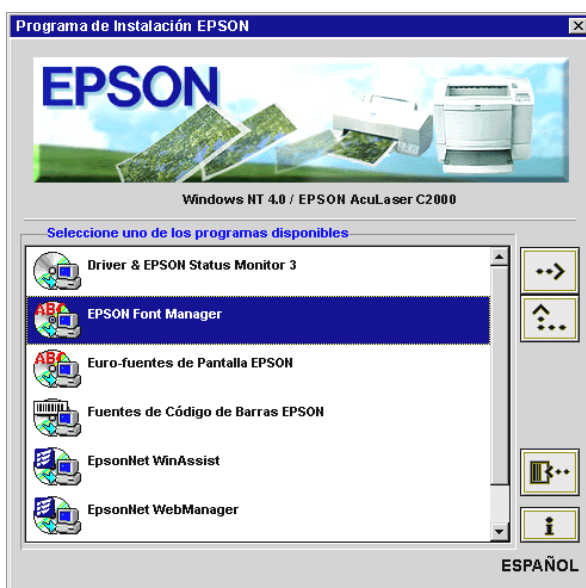 Programa de Instalación EPSON
EPSON
Windows NT 4.0 / EPSON AcuLaser C2000
Seleccione uno de los programas disponibles
Driver & EPSON Status Monitor 3
ABC
EPSON Font Manager
ABC
Euro-fuentes de Pantalla EPSON
Fuentes de Código de Barras EPSON
EpsonNet WinAssist
EpsonNet WebManager
i
ESPAÑOL